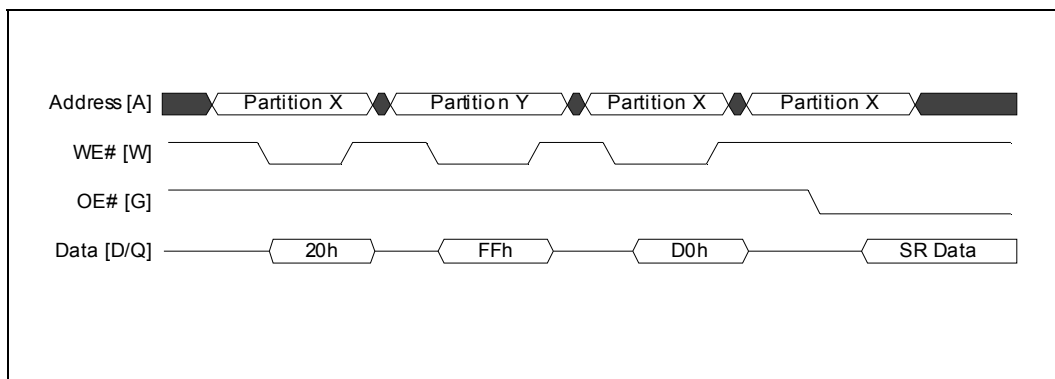 Address [A] Partition X Partition Y Partition X Partition X
WE# [W]
OE# [G]
Data [D/Q] 20h FFh D0h SR Data